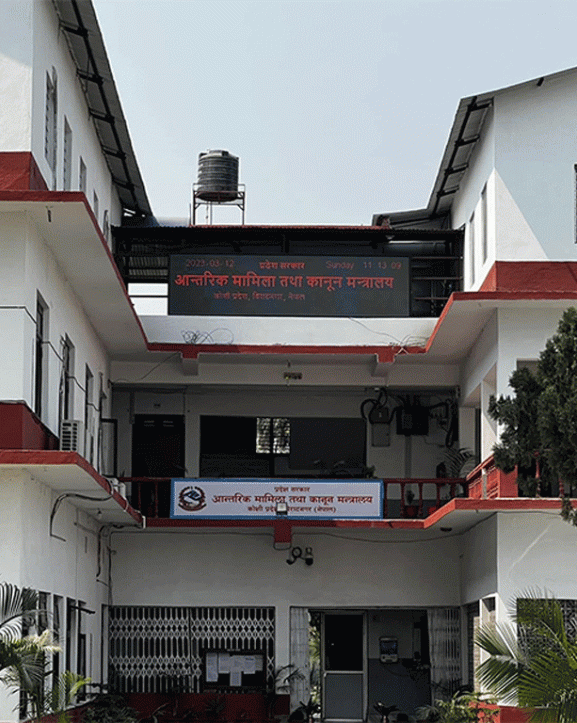 2023-03-12 प्रदेश सरकार Sunday 11:13:09
आन्तरिक मामिला तथा कानून मन्त्रालय
कोशी प्रदेश, विराटनगर, नेपाल
प्रदेश सरकार
आन्तरिक मामिला तथा कानून मन्त्रालय
कोशी प्रदेश, विराटनगर (नेपाल)